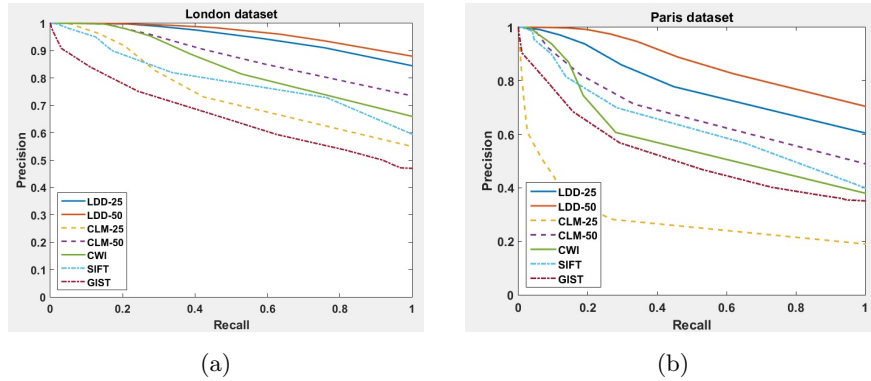 London dataset
Precision
1
0.9
0.8
0.7
0.6
0.5
0.4
0.3
0.2
0.1
0
LDD-25
LDD-50
CLM-25
CLM-50
CWI
SIFT
GIST
0 0.2 0.4 0.6 0.8 1
Recall
(a)
Paris dataset
Precision
1
0.8
0.6
0.4
0.2
0
LDD-25
LDD-50
CLM-25
CLM-50
CWI
SIFT
GIST
0 0.2 0.4 0.6 0.8 1
Recall
(b)